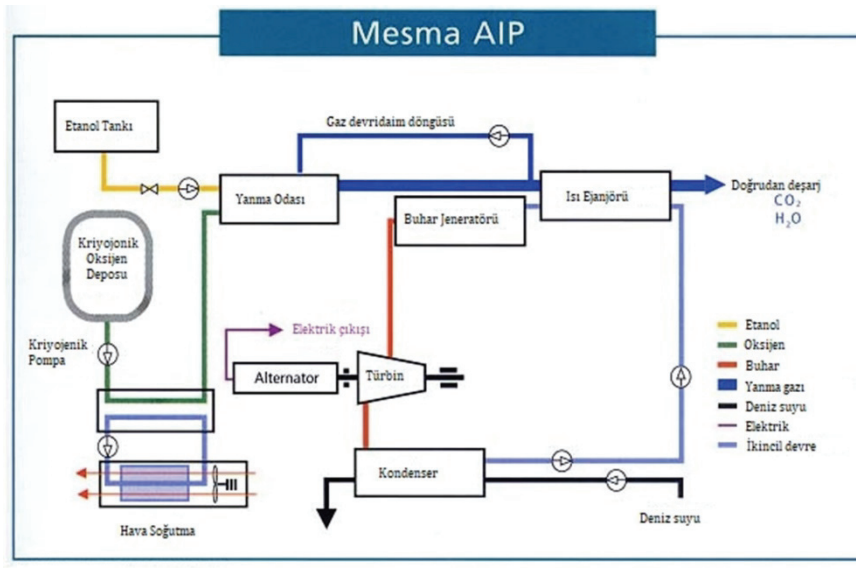 Mesma AIP
Etanol Tankı
Gaz devridaim döngüsü
Yanma Odası
Isı Ejanjörü
Doğrudan deşarj
CO₂
H₂O
Buhar Jeneratörü
Kriyojonik
Oksijen
Deposu
Kriyojenik
Pompa
Elektrik çıkışı
Alternator
Türbin
Etanol
Oksijen
Buhar
Yanma gazı
Deniz suyu
Elektrik
İkincil devre
Kondenser
Deniz suyu
Hava Soğutma